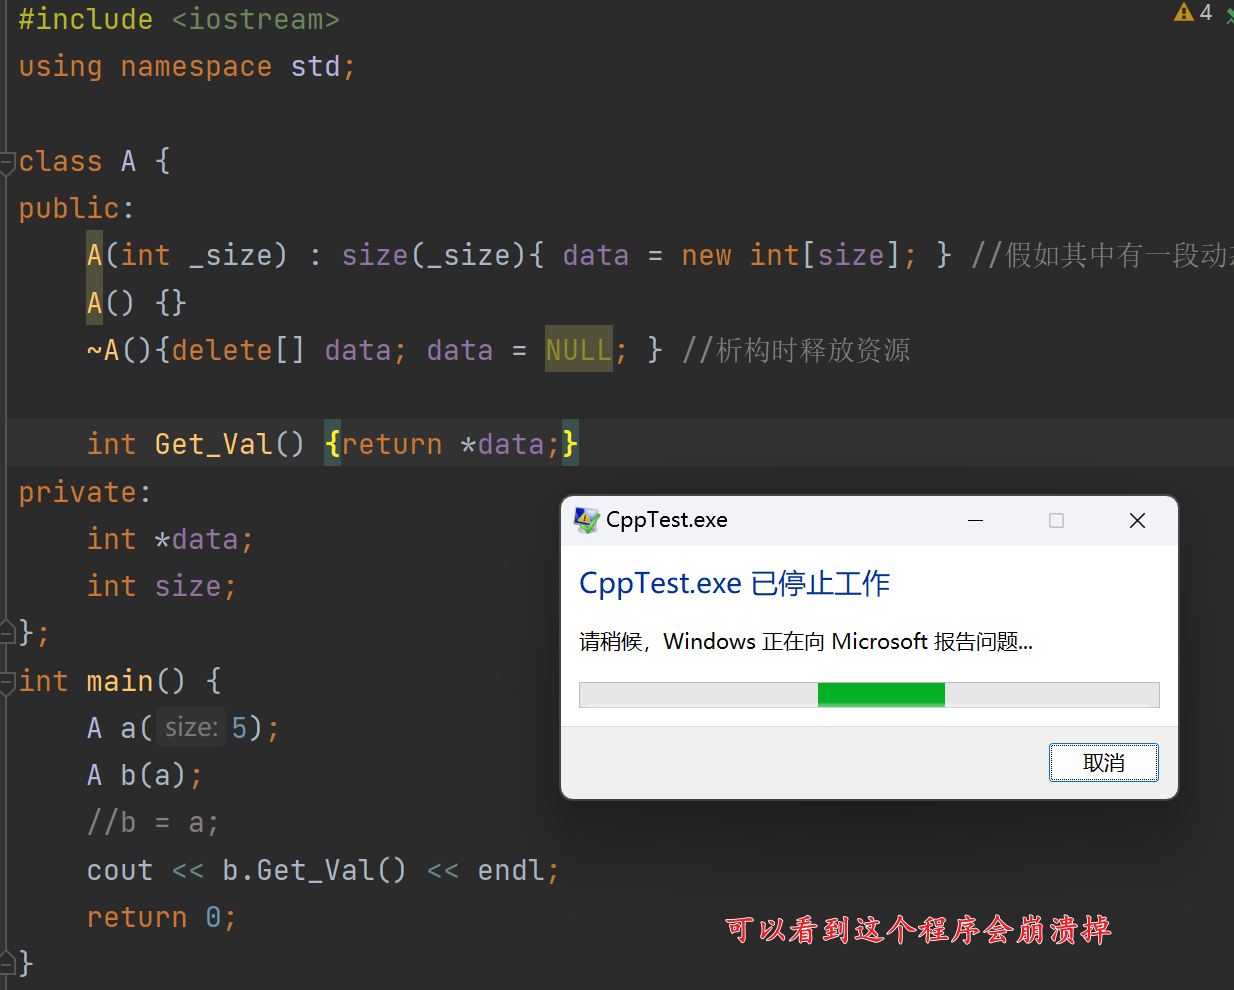 #include <iostream>
4
using namespace std;
class A {
public:
A(int _size) : size(_size){ data = new int[size]; } //假如其中有一段动
A() {}
~A(){delete[] data; data = NULL; } //析构时释放资源
int Get_Val() {return *data;}
private:
int *data;
int size;
};
int main() {
A a( size: 5);
A b(a);
//b = a;
cout << b.Get_Val() << endl;
return 0;
}
CppTest.exe
CppTest.exe 已停止工作
请稍候，Windows 正在向 Microsoft 报告问题...
取消
可以看到这个程序会崩溃掉